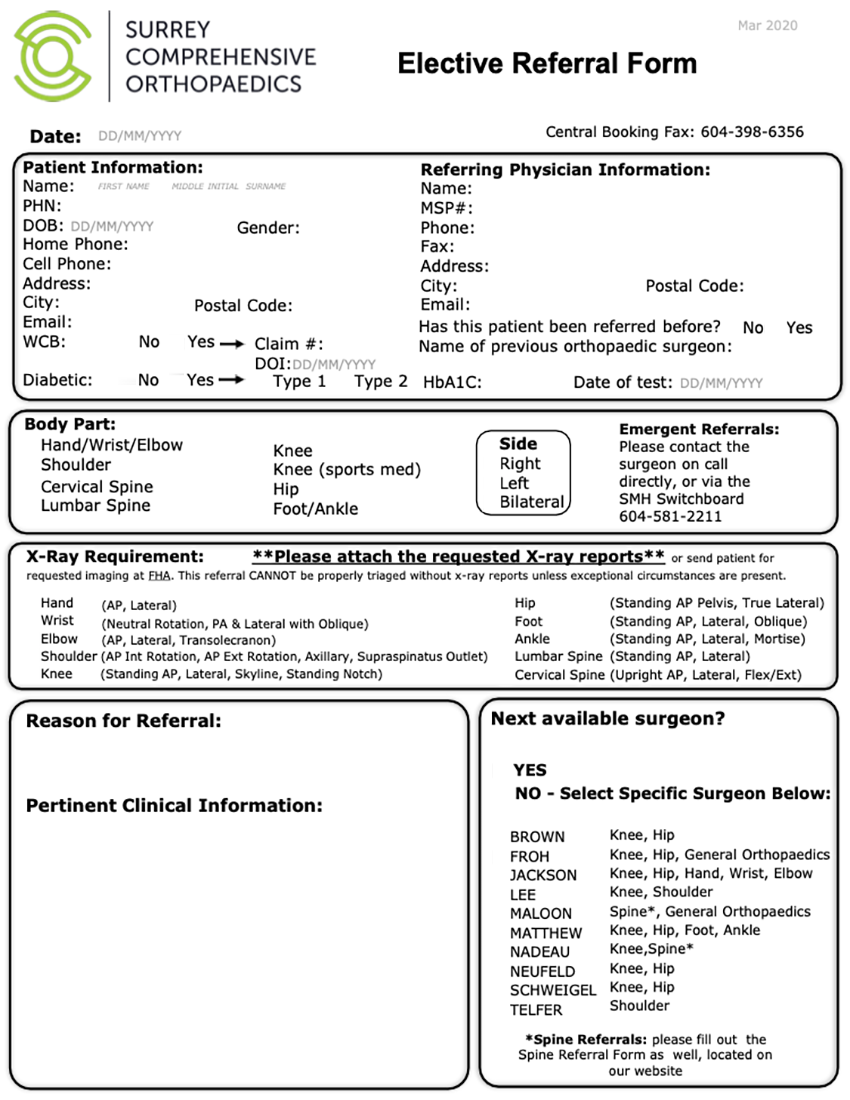 SURREY
COMPREHENSIVE
ORTHOPAEDICS
Mar 2020
Elective Referral Form
Date: DD/MM/YYYY
Central Booking Fax: 604-398-6356
Patient Information:
Name: FIRST NAME MIDDLE INITIAL SURNAME
PHN:
DOB: DD/MM/YYYY Gender:
Home Phone:
Cell Phone:
Address:
City: Postal Code:
Email:
WCB: No Yes → Claim #:
DOI: DD/MM/YYYY
Diabetic: No Yes → Type 1 Type 2 HbA1C: Date of test: DD/MM/YYYY
Referring Physician Information:
Name:
MSP#:
Phone:
Fax:
Address:
City: Postal Code:
Email:
Has this patient been referred before? No Yes
Name of previous orthopaedic surgeon:
Body Part:
Hand/Wrist/Elbow
Shoulder
Cervical Spine
Lumbar Spine
Knee
Knee (sports med)
Hip
Foot/Ankle
Side
Right
Left
Bilateral
Emergent Referrals:
Please contact the
surgeon on call
directly, or via the
SMH Switchboard
604-581-2211
X-Ray Requirement: **Please attach the requested X-ray reports** or send patient for
requested imaging at FHA. This referral CANNOT be properly triaged without x-ray reports unless exceptional circumstances are present.
Hand (AP, Lateral)
Wrist (Neutral Rotation, PA & Lateral with Oblique)
Elbow (AP, Lateral, Transolecranon)
Shoulder (AP Int Rotation, AP Ext Rotation, Axillary, Supraspinatus Outlet)
Knee (Standing AP, Lateral, Skyline, Standing Notch)
Hip (Standing AP Pelvis, True Lateral)
Foot (Standing AP, Lateral, Oblique)
Ankle (Standing AP, Lateral, Mortise)
Lumbar Spine (Standing AP, Lateral)
Cervical Spine (Upright AP, Lateral, Flex/Ext)
Reason for Referral:
Pertinent Clinical Information:
Next available surgeon?
YES
NO - Select Specific Surgeon Below:
BROWN Knee, Hip
FROH Knee, Hip, General Orthopaedics
JACKSON Knee, Hip, Hand, Wrist, Elbow
LEE Knee, Shoulder
MALOON Spine*, General Orthopaedics
MATTHEW Knee, Hip, Foot, Ankle
NADEAU Knee,Spine*
NEUFELD Knee, Hip
SCHWEIGEL Knee, Hip
TELFER Shoulder
*Spine Referrals: please fill out the
Spine Referral Form as well, located on
our website